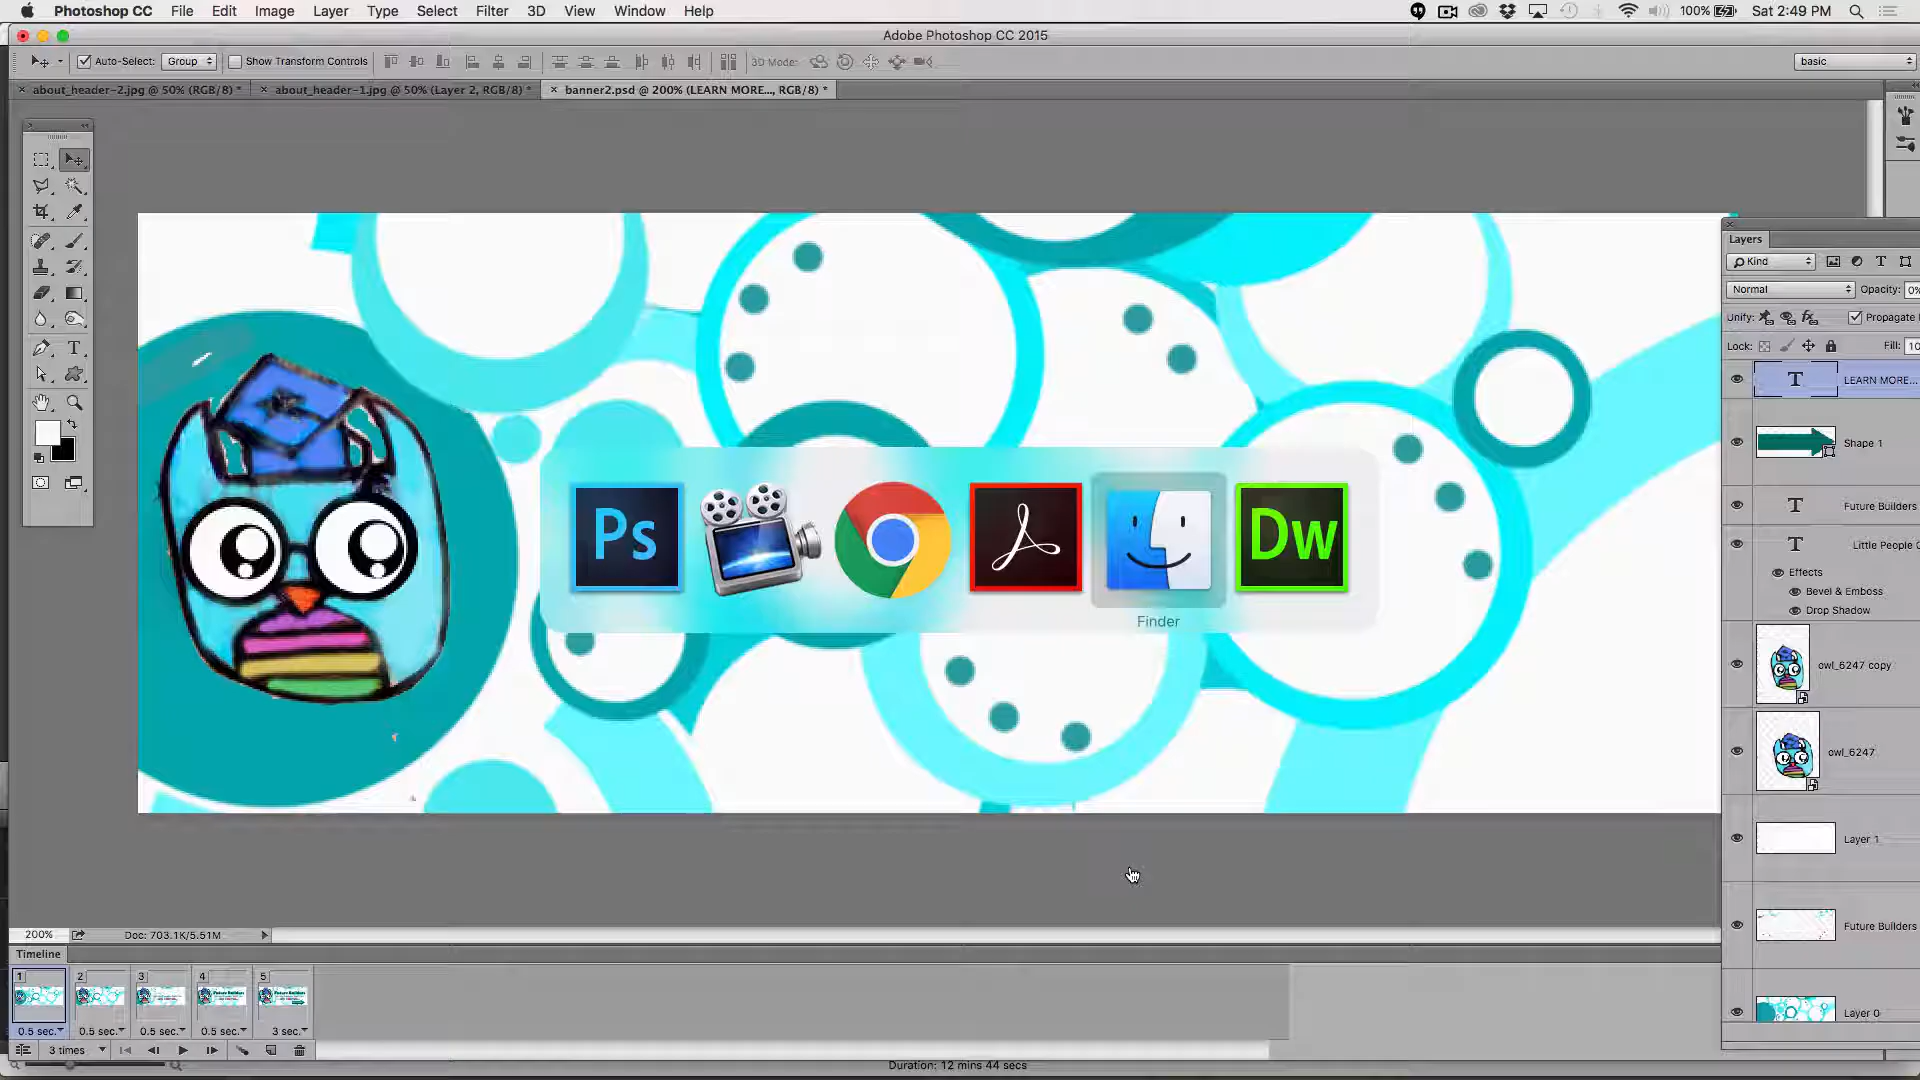 Photoshop CC File Edit Image Layer Type Select Filter 3D View Window Help 100% Sat 2:49 PM
Adobe Photoshop CC 2015
Auto-Select: Group Show Transform Controls 3D Mode: basic
about_header-2.jpg @ 50% (RGB/8) * about_header-1.jpg @ 50% (Layer 2, RGB/8) * banner2.psd @ 200% (LEARN MORE..., RGB/8) *
Layers
Kind
Normal Opacity: 0%
Unify: Propagate
Lock: Fill: 10
LEARN MORE...
Shape 1
Future Builders
Little People
Effects
Bevel & Emboss
Drop Shadow
owl_6247 copy
owl_6247
Layer 1
Future Builders
Layer 0
Ps
Dw
Finder
200% Doc: 703.1K/5.51M
Timeline
1 2 3 4 5
0.5 sec. 0.5 sec. 0.5 sec. 0.5 sec. 3 sec.
3 times
Duration: 12 mins 44 secs